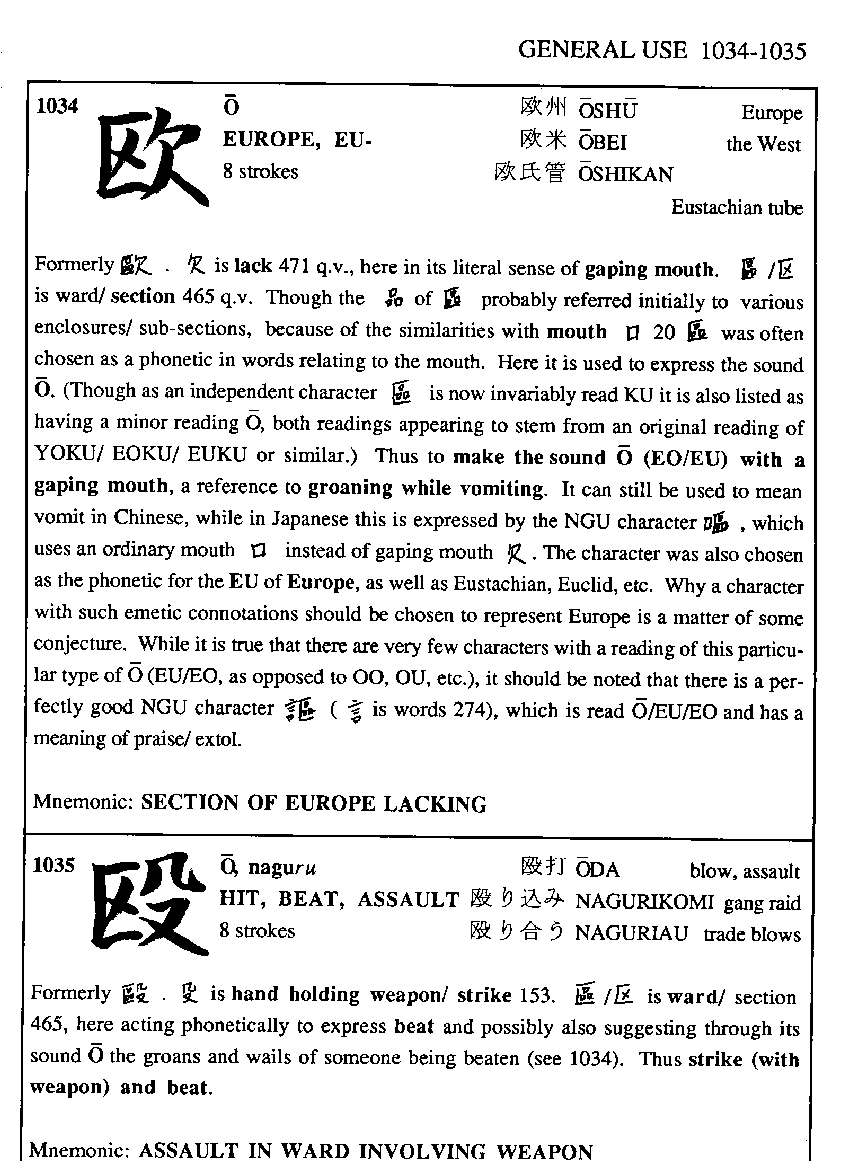 GENERAL USE 1034-1035
1034 欧 Ō 欧州 ŌSHŪ Europe
EUROPE, EU- 欧米 ŌBEI the West
8 strokes 欧氏管 ŌSHIKAN
Eustachian tube
Formerly 歐 . 欠 is lack 471 q.v., here in its literal sense of gaping mouth. 區 /区
is ward/ section 465 q.v. Though the 品 of 區 probably referred initially to various
enclosures/ sub-sections, because of the similarities with mouth 口 20 區 was often
chosen as a phonetic in words relating to the mouth. Here it is used to express the sound
Ō. (Though as an independent character 區 is now invariably read KU it is also listed as
having a minor reading Ō, both readings appearing to stem from an original reading of
YOKU/ EOKU/ EUKU or similar.) Thus to make the sound Ō (EO/EU) with a
gaping mouth, a reference to groaning while vomiting. It can still be used to mean
vomit in Chinese, while in Japanese this is expressed by the NGU character 嘔 , which
uses an ordinary mouth 口 instead of gaping mouth 欠 . The character was also chosen
as the phonetic for the EU of Europe, as well as Eustachian, Euclid, etc. Why a character
with such emetic connotations should be chosen to represent Europe is a matter of some
conjecture. While it is true that there are very few characters with a reading of this particu-
lar type of Ō (EU/EO, as opposed to OO, OU, etc.), it should be noted that there is a per-
fectly good NGU character 謳 ( 言 is words 274), which is read Ō/EU/EO and has a
meaning of praise/ extol.
Mnemonic: SECTION OF EUROPE LACKING
1035 殴 Ō, naguru 殴打 ŌDA blow, assault
HIT, BEAT, ASSAULT 殴り込み NAGURIKOMI gang raid
8 strokes 殴り合う NAGURIAU trade blows
Formerly 毆 . 殳 is hand holding weapon/ strike 153. 區 /区 is ward/ section
465, here acting phonetically to express beat and possibly also suggesting through its
sound Ō the groans and wails of someone being beaten (see 1034). Thus strike (with
weapon) and beat.
Mnemonic: ASSAULT IN WARD INVOLVING WEAPON